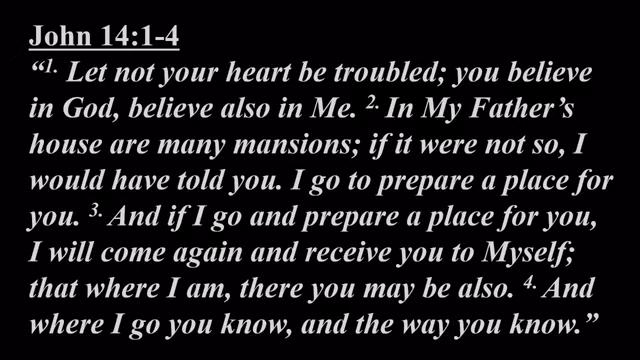 John 14:1-4
“1. Let not your heart be troubled; you believe
in God, believe also in Me. 2. In My Father’s
house are many mansions; if it were not so, I
would have told you. I go to prepare a place for
you. 3. And if I go and prepare a place for you,
I will come again and receive you to Myself;
that where I am, there you may be also. 4. And
where I go you know, and the way you know.”